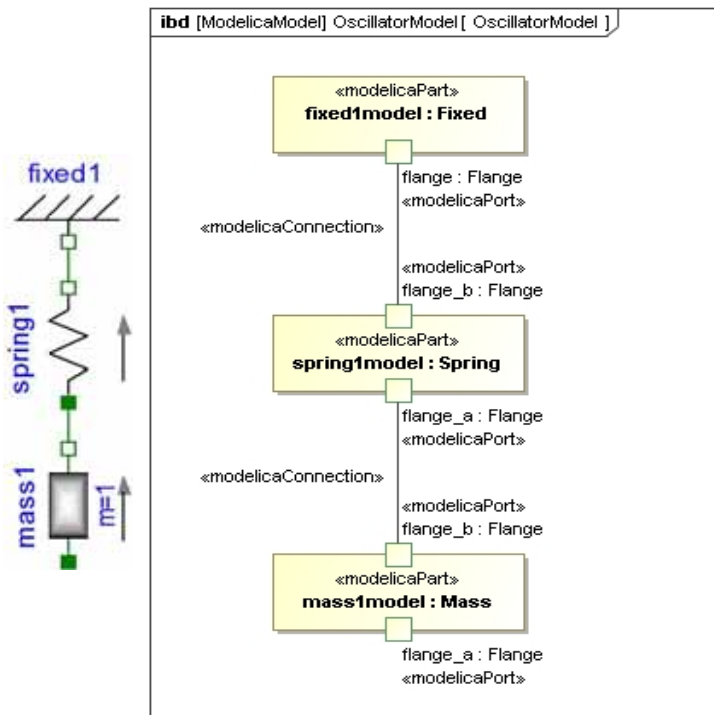 fixed1
spring1
mass1
m=1
ibd [ModelicaModel] OscillatorModel[ OscillatorModel ]
«modelicaPart»
fixed1model : Fixed
flange : Flange
«modelicaPort»
«modelicaConnection»
«modelicaPort»
flange_b : Flange
«modelicaPart»
spring1model : Spring
flange_a : Flange
«modelicaPort»
«modelicaConnection»
«modelicaPort»
flange_b : Flange
«modelicaPart»
mass1model : Mass
flange_a : Flange
«modelicaPort»